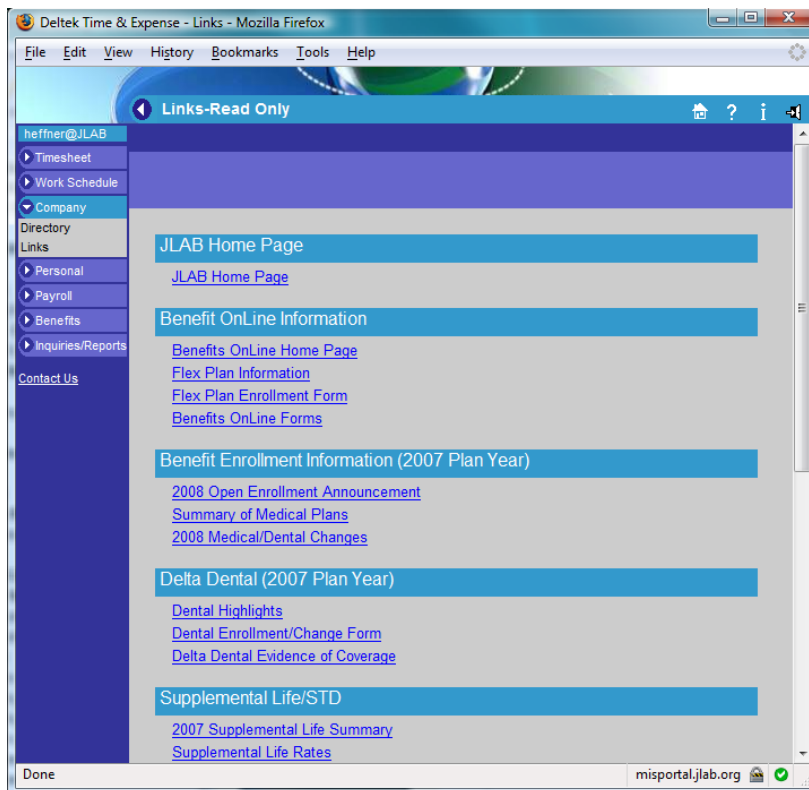 Deltek Time & Expense - Links - Mozilla Firefox
File Edit View History Bookmarks Tools Help
Links-Read Only
heffner@JLAB
Timesheet
Work Schedule
Company
Directory
Links
Personal
Payroll
Benefits
Inquiries/Reports
Contact Us
JLAB Home Page
JLAB Home Page
Benefit OnLine Information
Benefits OnLine Home Page
Flex Plan Information
Flex Plan Enrollment Form
Benefits OnLine Forms
Benefit Enrollment Information (2007 Plan Year)
2008 Open Enrollment Announcement
Summary of Medical Plans
2008 Medical/Dental Changes
Delta Dental (2007 Plan Year)
Dental Highlights
Dental Enrollment/Change Form
Delta Dental Evidence of Coverage
Supplemental Life/STD
2007 Supplemental Life Summary
Supplemental Life Rates
Done misportal.jlab.org